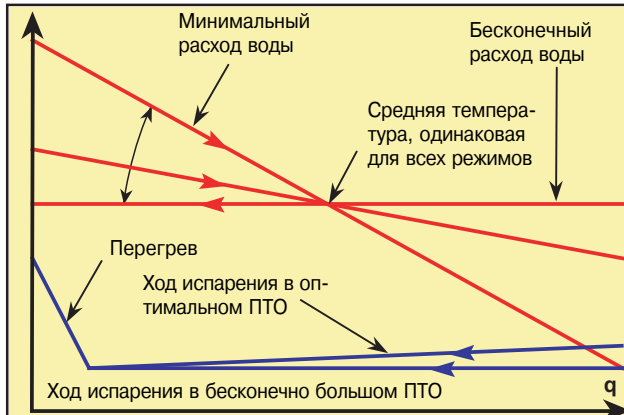 Минимальный
расход воды
Бесконечный
расход воды
Средняя темпера-
тура, одинаковая
для всех режимов
Перегрев
Ход испарения в оп-
тимальном ПТО
Ход испарения в бесконечно большом ПТО
q